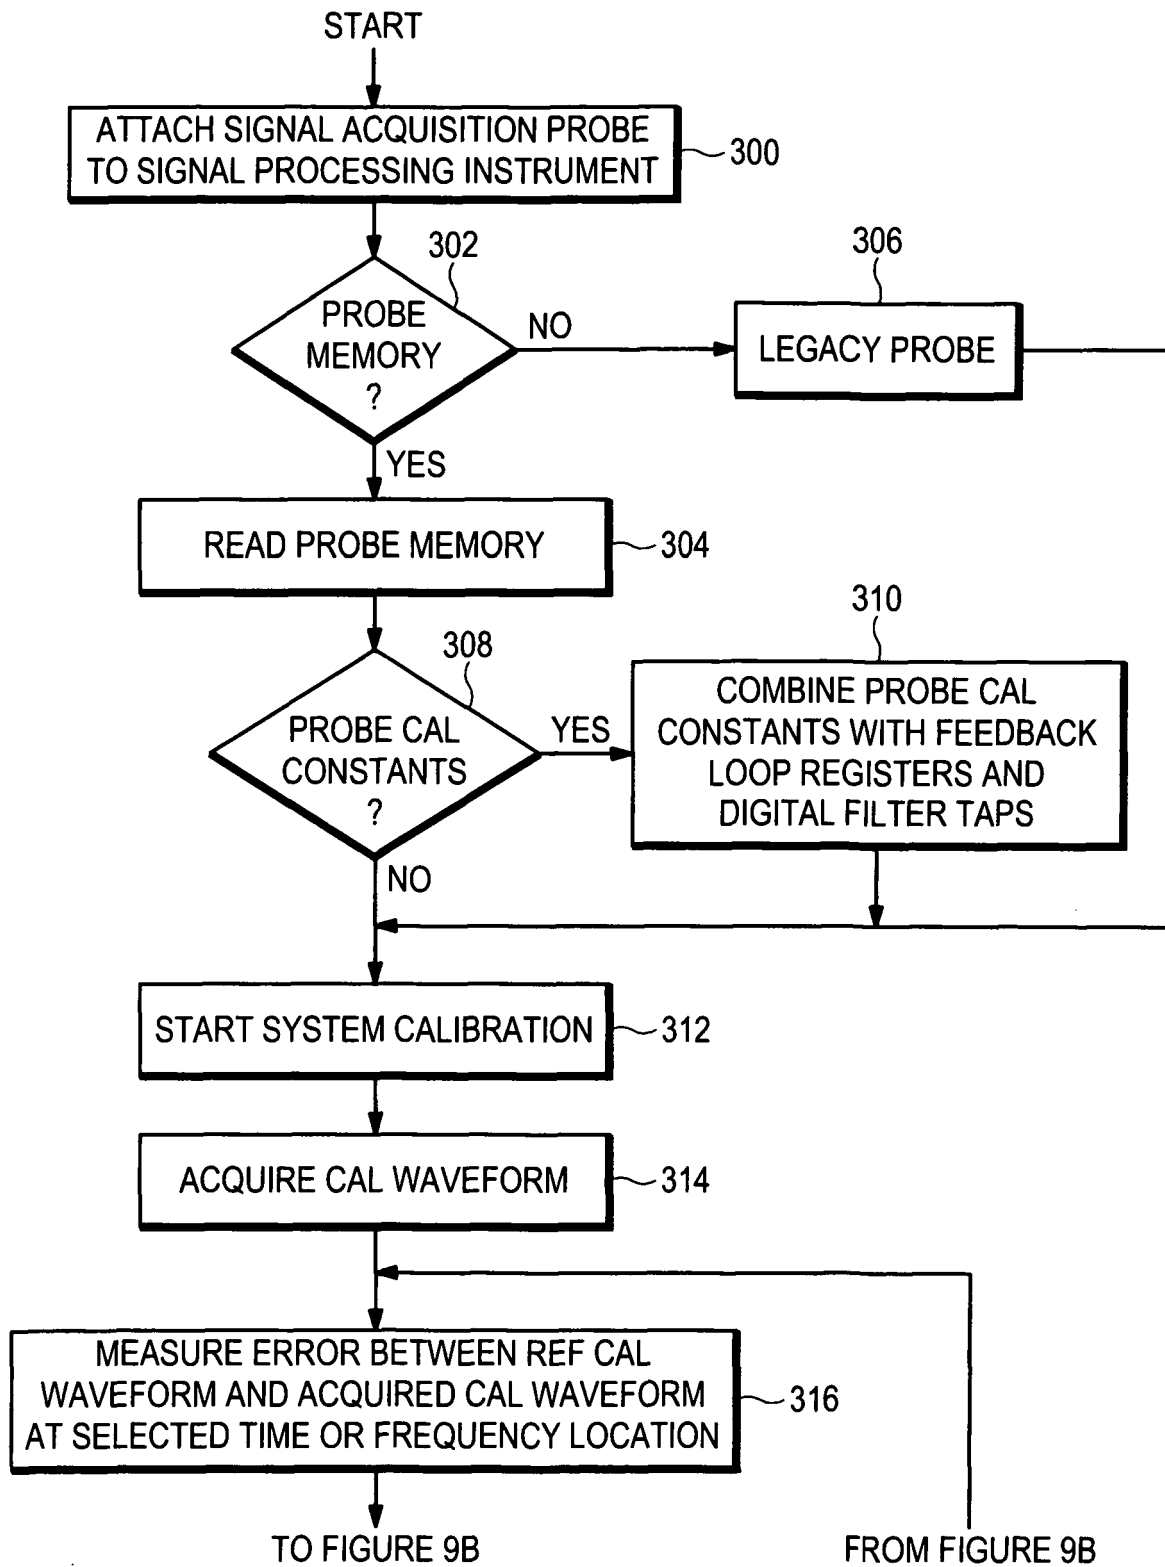 START
ATTACH SIGNAL ACQUISITION PROBE
TO SIGNAL PROCESSING INSTRUMENT
300
302
PROBE
MEMORY
?
NO
306
LEGACY PROBE
YES
READ PROBE MEMORY
304
308
PROBE CAL
CONSTANTS
?
YES
310
COMBINE PROBE CAL
CONSTANTS WITH FEEDBACK
LOOP REGISTERS AND
DIGITAL FILTER TAPS
NO
START SYSTEM CALIBRATION
312
ACQUIRE CAL WAVEFORM
314
MEASURE ERROR BETWEEN REF CAL
WAVEFORM AND ACQUIRED CAL WAVEFORM
AT SELECTED TIME OR FREQUENCY LOCATION
316
TO FIGURE 9B
FROM FIGURE 9B